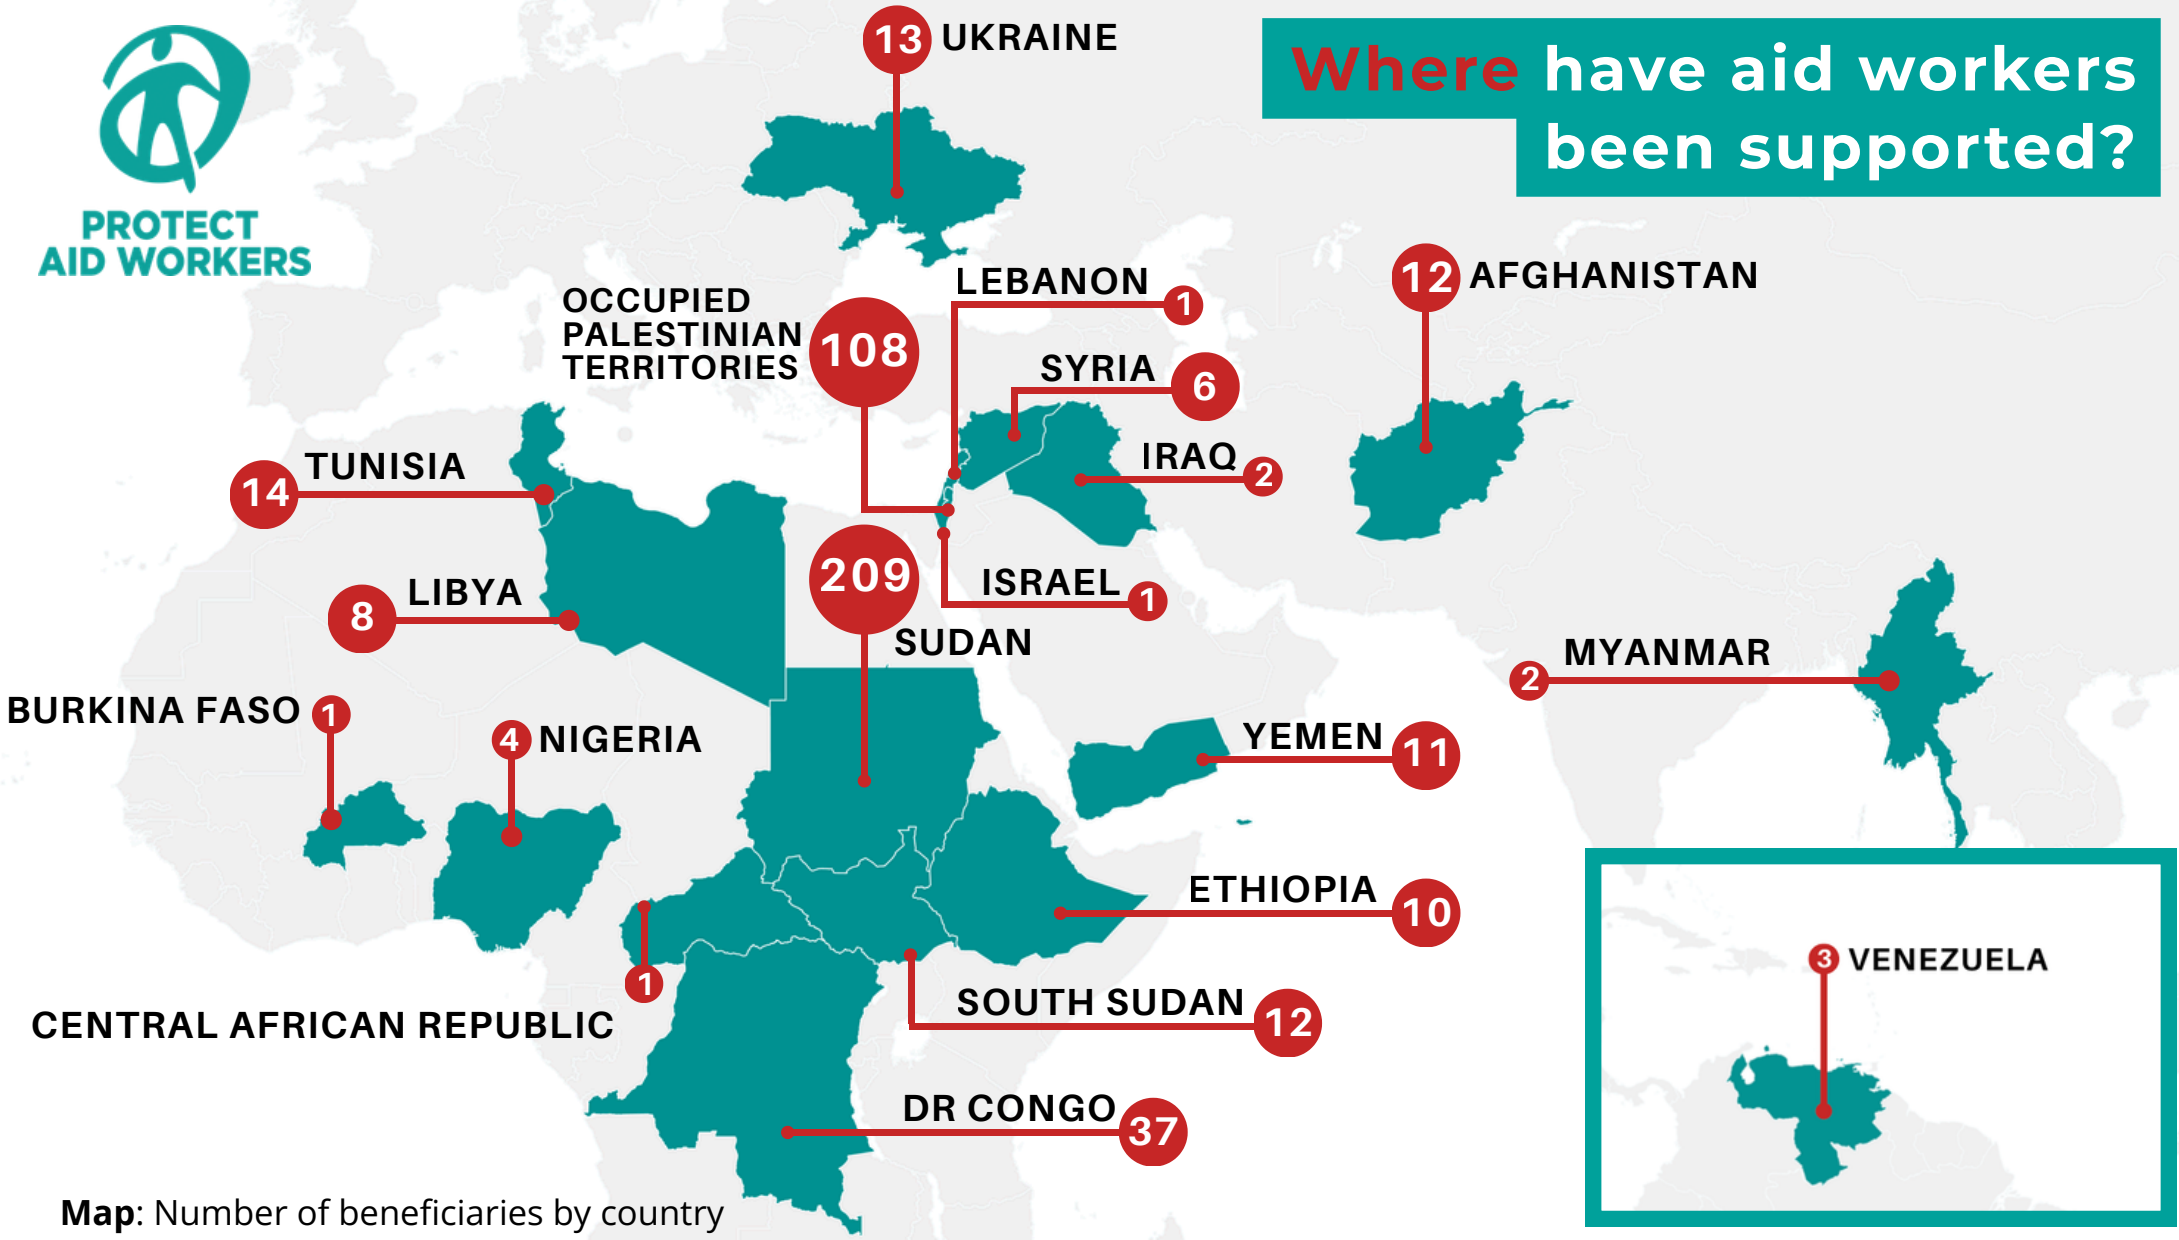 PROTECT
AID WORKERS
Where have aid workers
been supported?
13 UKRAINE
LEBANON 1
12 AFGHANISTAN
OCCUPIED
PALESTINIAN
TERRITORIES
108
SYRIA 6
IRAQ 2
TUNISIA
14
209
SUDAN
ISRAEL 1
LIBYA
8
MYANMAR
2
BURKINA FASO 1
4 NIGERIA
YEMEN 11
ETHIOPIA 10
VENEZUELA
3
1
CENTRAL AFRICAN REPUBLIC
SOUTH SUDAN 12
DR CONGO 37
Map: Number of beneficiaries by country